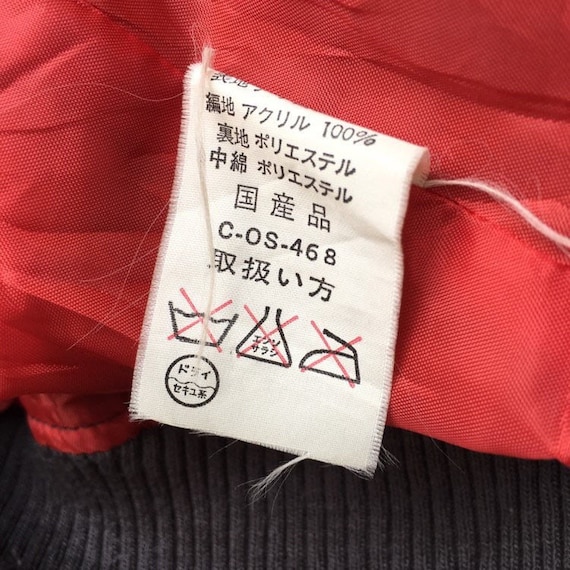 表地
編地 アクリル 100%
裏地 ポリエステル
中綿 ポリエステル
国産品
C-OS-468
取扱い方
エンソ
サラシ
ドライ
セキユ系